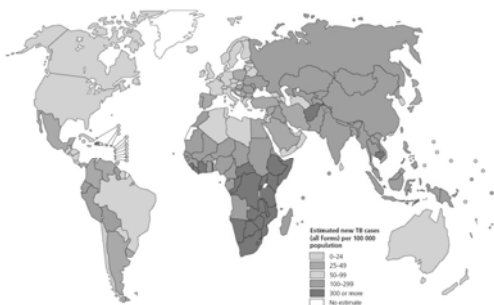 Estimated new TB cases
(all forms) per 100 000
population
0–24
25–49
50–99
100–299
300 or more
No estimate